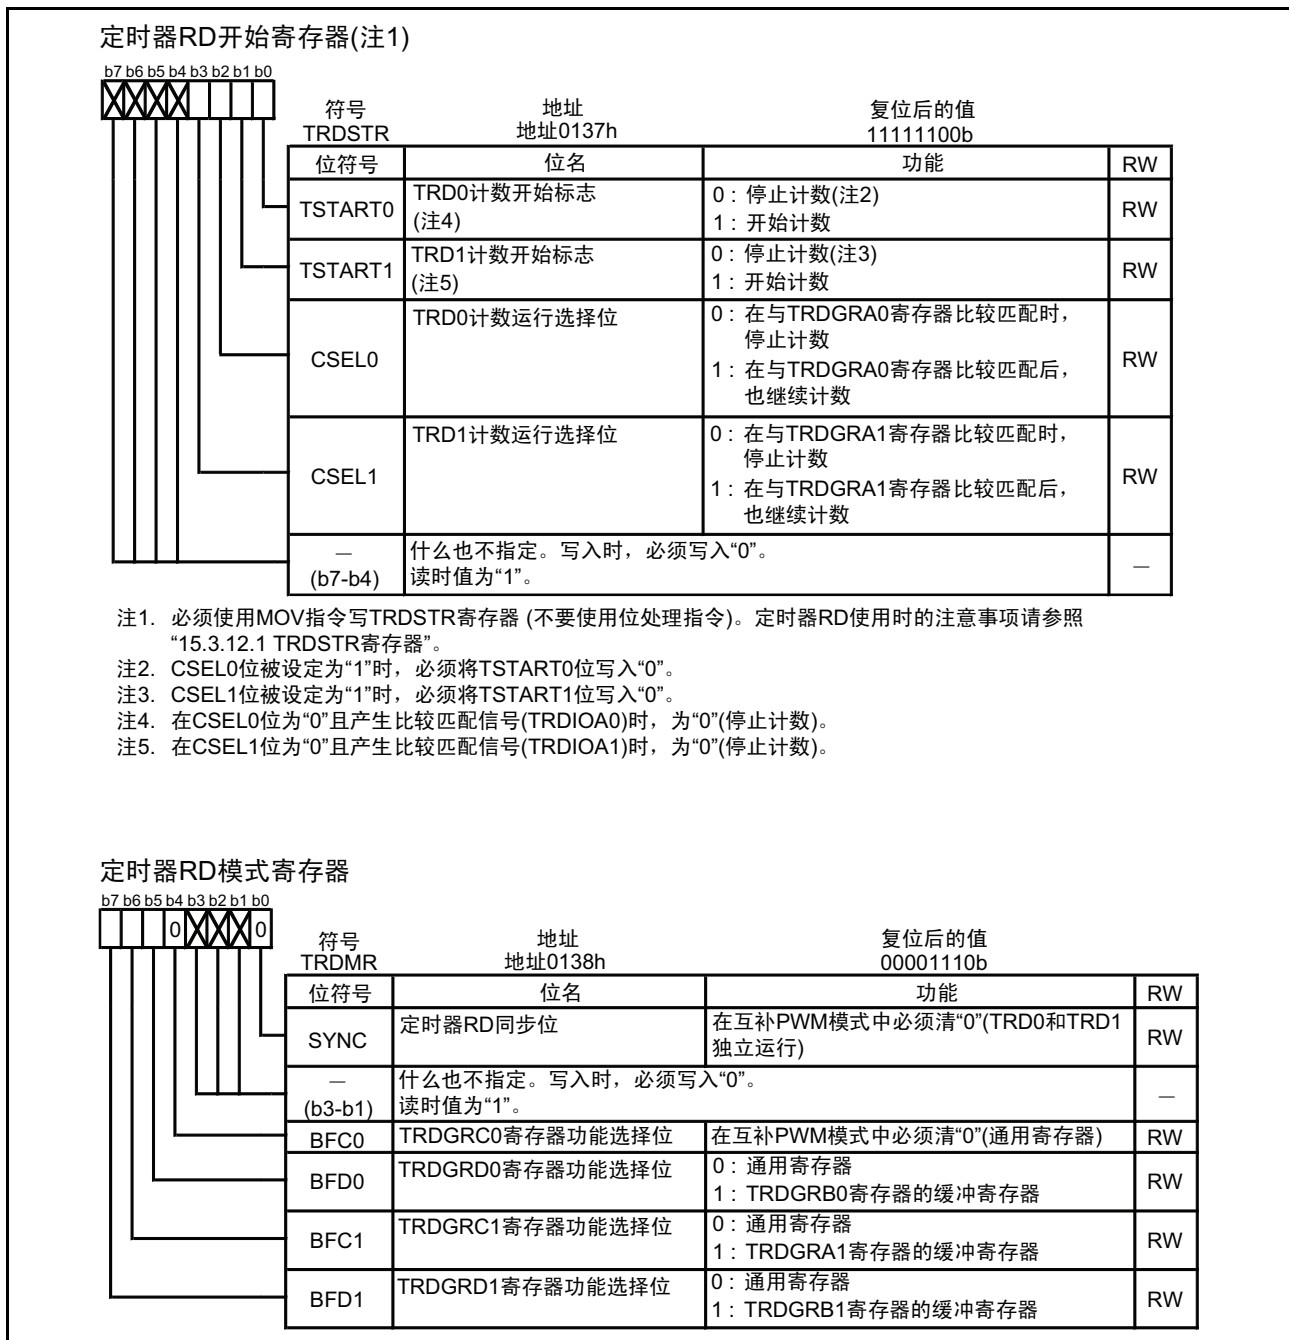 定时器RD开始寄存器(注1)
b7 b6 b5 b4 b3 b2 b1 b0
符号 地址 复位后的值
TRDSTR 地址0137h 11111100b
位符号 位名 功能 RW
TSTART0 TRD0计数开始标志 0：停止计数(注2) RW
(注4) 1：开始计数
TSTART1 TRD1计数开始标志 0：停止计数(注3) RW
(注5) 1：开始计数
CSEL0 TRD0计数运行选择位 0：在与TRDGRA0寄存器比较匹配时， RW
停止计数
1：在与TRDGRA0寄存器比较匹配后，
也继续计数
CSEL1 TRD1计数运行选择位 0：在与TRDGRA1寄存器比较匹配时， RW
停止计数
1：在与TRDGRA1寄存器比较匹配后，
也继续计数
— 什么也不指定。写入时，必须写入“0”。 —
(b7-b4) 读时值为“1”。
注1. 必须使用MOV指令写TRDSTR寄存器 (不要使用位处理指令)。定时器RD使用时的注意事项请参照
“15.3.12.1 TRDSTR寄存器”。
注2. CSEL0位被设定为“1”时，必须将TSTART0位写入“0”。
注3. CSEL1位被设定为“1”时，必须将TSTART1位写入“0”。
注4. 在CSEL0位为“0”且产生比较匹配信号(TRDIOA0)时，为“0”(停止计数)。
注5. 在CSEL1位为“0”且产生比较匹配信号(TRDIOA1)时，为“0”(停止计数)。
定时器RD模式寄存器
b7 b6 b5 b4 b3 b2 b1 b0
0 0
符号 地址 复位后的值
TRDMR 地址0138h 00001110b
位符号 位名 功能 RW
SYNC 定时器RD同步位 在互补PWM模式中必须清“0”(TRD0和TRD1 RW
独立运行)
— 什么也不指定。写入时，必须写入“0”。 —
(b3-b1) 读时值为“1”。
BFC0 TRDGRC0寄存器功能选择位 在互补PWM模式中必须清“0”(通用寄存器) RW
BFD0 TRDGRD0寄存器功能选择位 0：通用寄存器 RW
1：TRDGRB0寄存器的缓冲寄存器
BFC1 TRDGRC1寄存器功能选择位 0：通用寄存器 RW
1：TRDGRA1寄存器的缓冲寄存器
BFD1 TRDGRD1寄存器功能选择位 0：通用寄存器 RW
1：TRDGRB1寄存器的缓冲寄存器